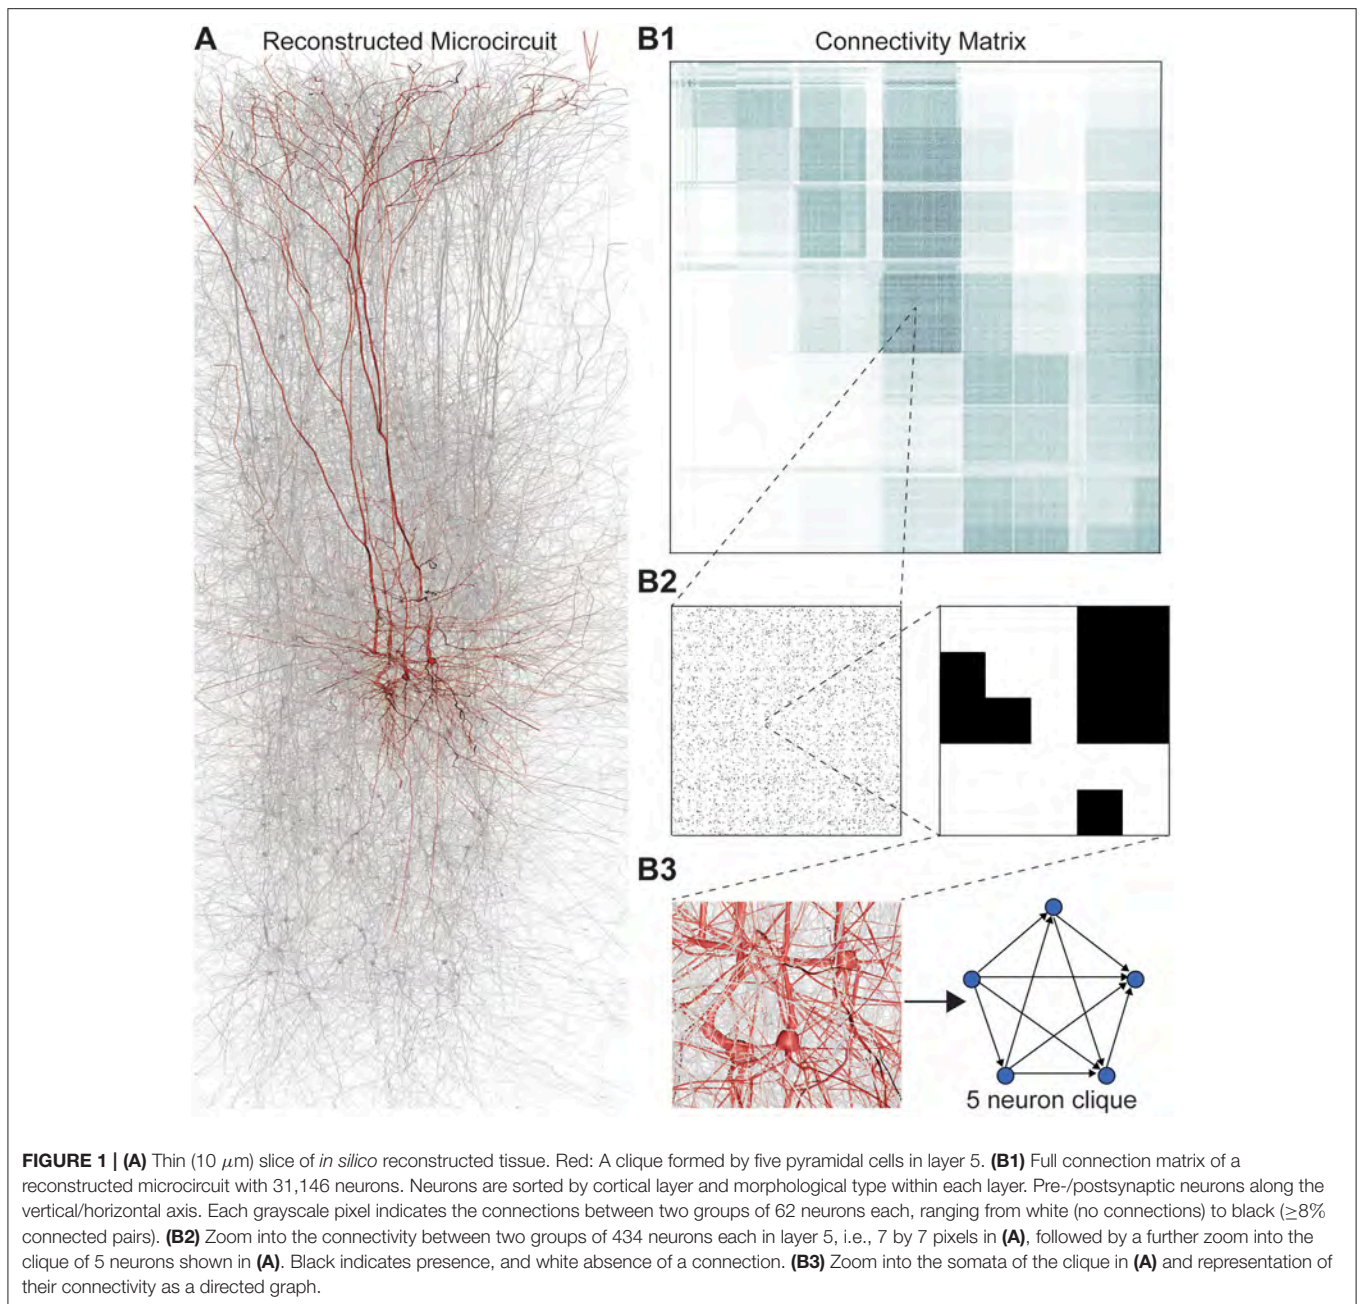 A Reconstructed Microcircuit
B1 Connectivity Matrix
B2
B3
5 neuron clique
FIGURE 1 | (A) Thin (10 μm) slice of in silico reconstructed tissue. Red: A clique formed by five pyramidal cells in layer 5. (B1) Full connection matrix of a
reconstructed microcircuit with 31,146 neurons. Neurons are sorted by cortical layer and morphological type within each layer. Pre-/postsynaptic neurons along the
vertical/horizontal axis. Each grayscale pixel indicates the connections between two groups of 62 neurons each, ranging from white (no connections) to black (≥8%
connected pairs). (B2) Zoom into the connectivity between two groups of 434 neurons each in layer 5, i.e., 7 by 7 pixels in (A), followed by a further zoom into the
clique of 5 neurons shown in (A). Black indicates presence, and white absence of a connection. (B3) Zoom into the somata of the clique in (A) and representation of
their connectivity as a directed graph.